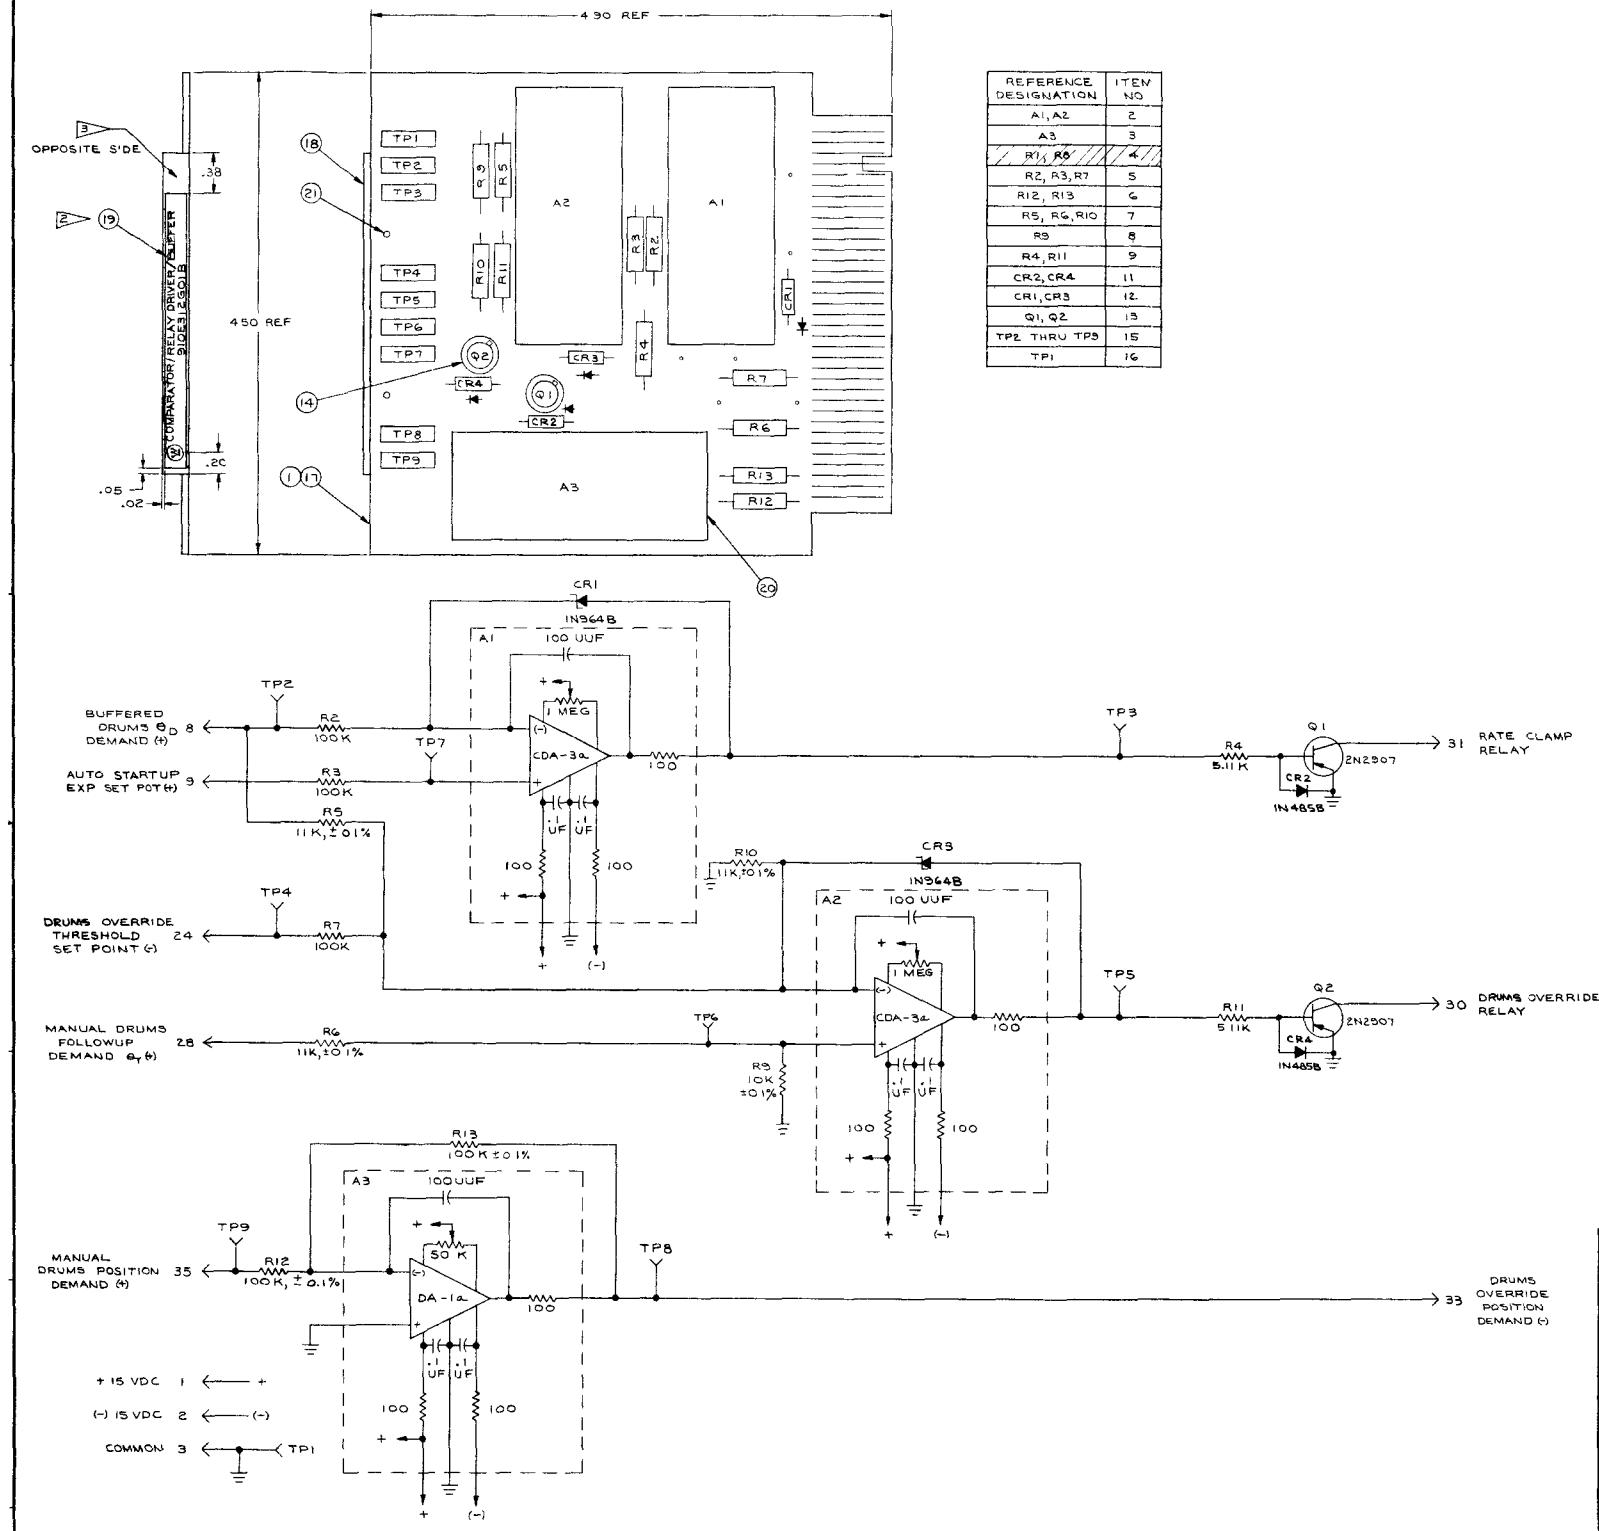 4 90 REF
3
OPPOSITE SIDE
.38
2
19
COMPARATOR/RELAY DRIVER/BUFFER
910E312G01B
W
.20
.05
.02
450 REF
18
21
14
1
17
20
TP1
TP2
TP3
TP4
TP5
TP6
TP7
TP8
TP9
R9
R5
R10
R11
A2
A1
R3
R2
CR1
R4
Q2
CR3
CR4
Q1
CR2
R7
R6
R13
R12
A3
REFERENCE DESIGNATION ITEM NO
A1, A2 2
A3 3
R1, R8 4
R2, R3, R7 5
R12, R13 6
R5, R6, R10 7
R9 8
R4, R11 9
CR2, CR4 11
CR1, CR3 12
Q1, Q2 13
TP2 THRU TP9 15
TP1 16
CR1
IN964B
A1
100 UUF
+
1 MEG
(-)
CDA-3a
+
100
.1 UF
.1 UF
100
100
+
+
(-)
TP2
BUFFERED
DRUMS θD 8
DEMAND (+)
R2
100K
TP7
AUTO STARTUP 9
EXP SET POT (+)
R3
100K
R5
11K, ± 01%
TP3
R4
5.11K
Q1
2N2907
CR2
IN485B
31 RATE CLAMP
RELAY
TP4
DRUMS OVERRIDE
THRESHOLD 24
SET POINT (-)
R7
100K
R10
11K, ±01%
CR3
IN964B
A2
100 UUF
+
1 MEG
(-)
CDA-3a
+
100
.1 UF
.1 UF
100
100
+
+
(-)
TP5
R11
5 11K
Q2
2N2907
CR4
IN485B
30 DRUMS OVERRIDE
RELAY
MANUAL DRUMS
FOLLOWUP 28
DEMAND θT (+)
R6
11K, ±0 1%
TP6
R9
10K
±01%
R13
100K ±01%
A3
100UUF
+
50 K
(-)
DA-1a
+
100
.1 UF
.1 UF
100
100
+
+
(-)
TP9
MANUAL
DRUMS POSITION 35
DEMAND (+)
R12
100K, ± 0.1%
TP8
33 DRUMS
OVERRIDE
POSITION
DEMAND (-)
+ 15 VDC 1 +
(-) 15 VDC 2 (-)
COMMON 3 TP1